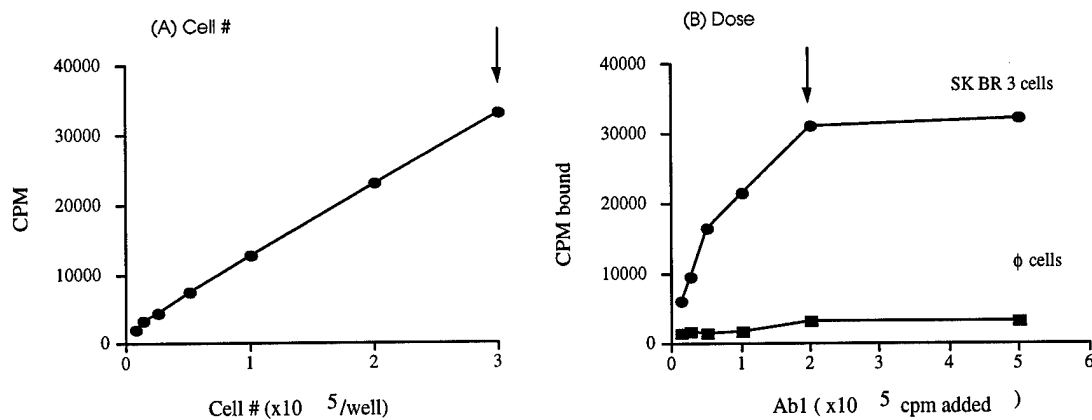 (A) Cell #
CPM
40000
30000
20000
10000
0
0 1 2 3
Cell # (x10 5/well)
(B) Dose
CPM bound
40000
30000
20000
10000
0
SK BR 3 cells
ϕ cells
0 1 2 3 4 5 6
Ab1 ( x10 5 cpm added )